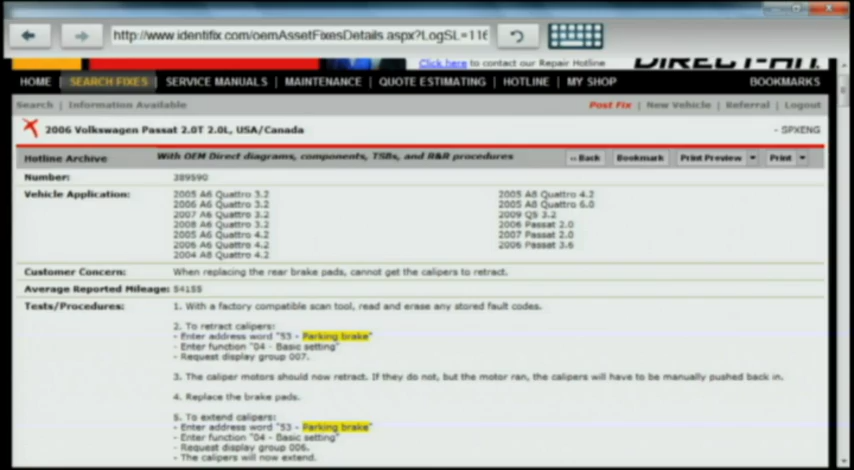 http://www.identifix.com/oemAssetFixesDetails.aspx?LogSL=116
Click here to contact our Repair Hotline
DIRECT-HIT
HOME | SEARCH FIXES | SERVICE MANUALS | MAINTENANCE | QUOTE ESTIMATING | HOTLINE | MY SHOP BOOKMARKS
Search | Information Available Post Fix | New Vehicle | Referral | Logout
2006 Volkswagen Passat 2.0T 2.0L, USA/Canada - SPXENG
Hotline Archive With OEM Direct diagrams, components, TSBs, and R&R procedures ‹‹ Back Bookmark Print Preview Print
Number: 389590
Vehicle Application: 2005 A6 Quattro 3.2 2005 A8 Quattro 4.2
2006 A6 Quattro 3.2 2005 A8 Quattro 6.0
2007 A6 Quattro 3.2 2009 Q5 3.2
2008 A6 Quattro 3.2 2006 Passat 2.0
2005 A6 Quattro 4.2 2007 Passat 2.0
2006 A6 Quattro 4.2 2006 Passat 3.6
2004 A8 Quattro 4.2
Customer Concern: When replacing the rear brake pads, cannot get the calipers to retract.
Average Reported Mileage: 54155
Tests/Procedures: 1. With a factory compatible scan tool, read and erase any stored fault codes.
2. To retract calipers:
- Enter address word "53 - Parking brake"
- Enter function "04 - Basic setting"
- Request display group 007.
3. The caliper motors should now retract. If they do not, but the motor ran, the calipers will have to be manually pushed back in.
4. Replace the brake pads.
5. To extend calipers:
- Enter address word "53 - Parking brake"
- Enter function "04 - Basic setting"
- Request display group 006.
- The calipers will now extend.